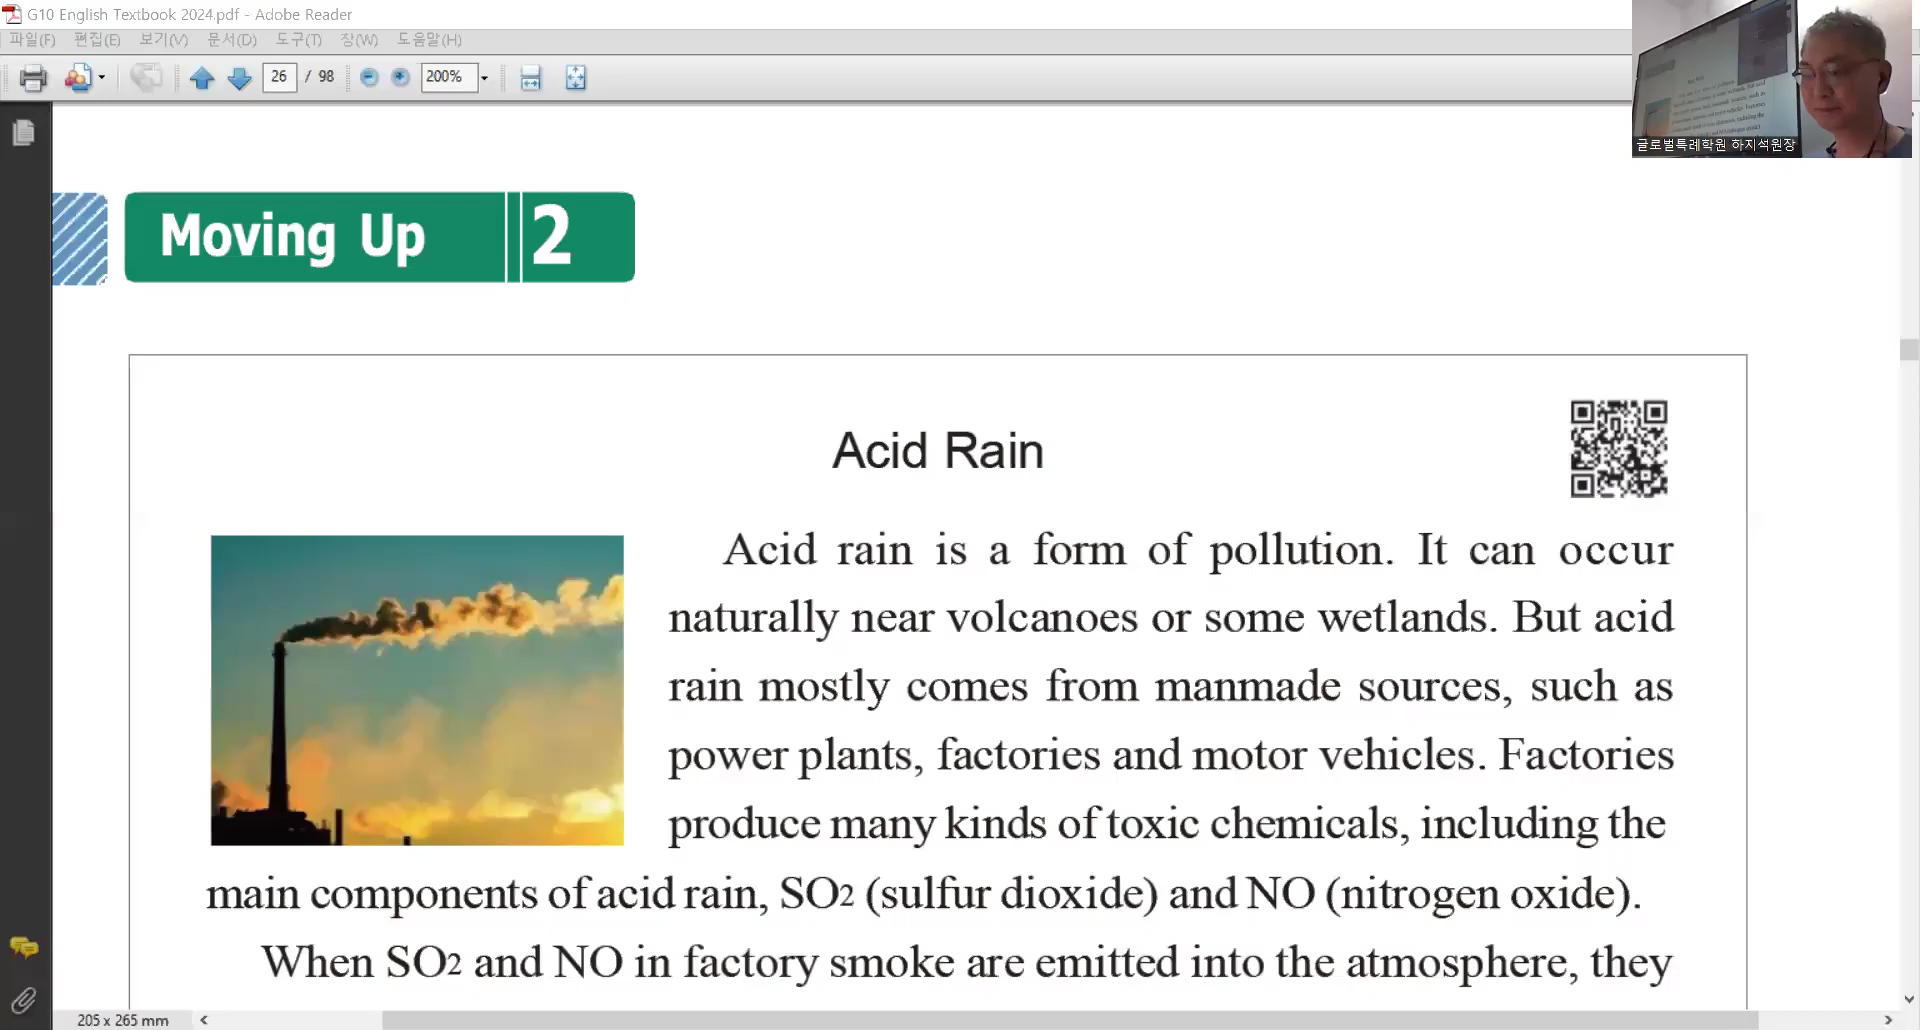 G10 English Textbook 2024.pdf - Adobe Reader
파일(F) 편집(E) 보기(V) 문서(D) 도구(T) 창(W) 도움말(H)
26 / 98 200%
글로벌특례학원 하지석원장
Moving Up 2
Acid Rain
Acid rain is a form of pollution. It can occur
naturally near volcanoes or some wetlands. But acid
rain mostly comes from manmade sources, such as
power plants, factories and motor vehicles. Factories
produce many kinds of toxic chemicals, including the
main components of acid rain, SO2 (sulfur dioxide) and NO (nitrogen oxide).
When SO2 and NO in factory smoke are emitted into the atmosphere, they
205 x 265 mm